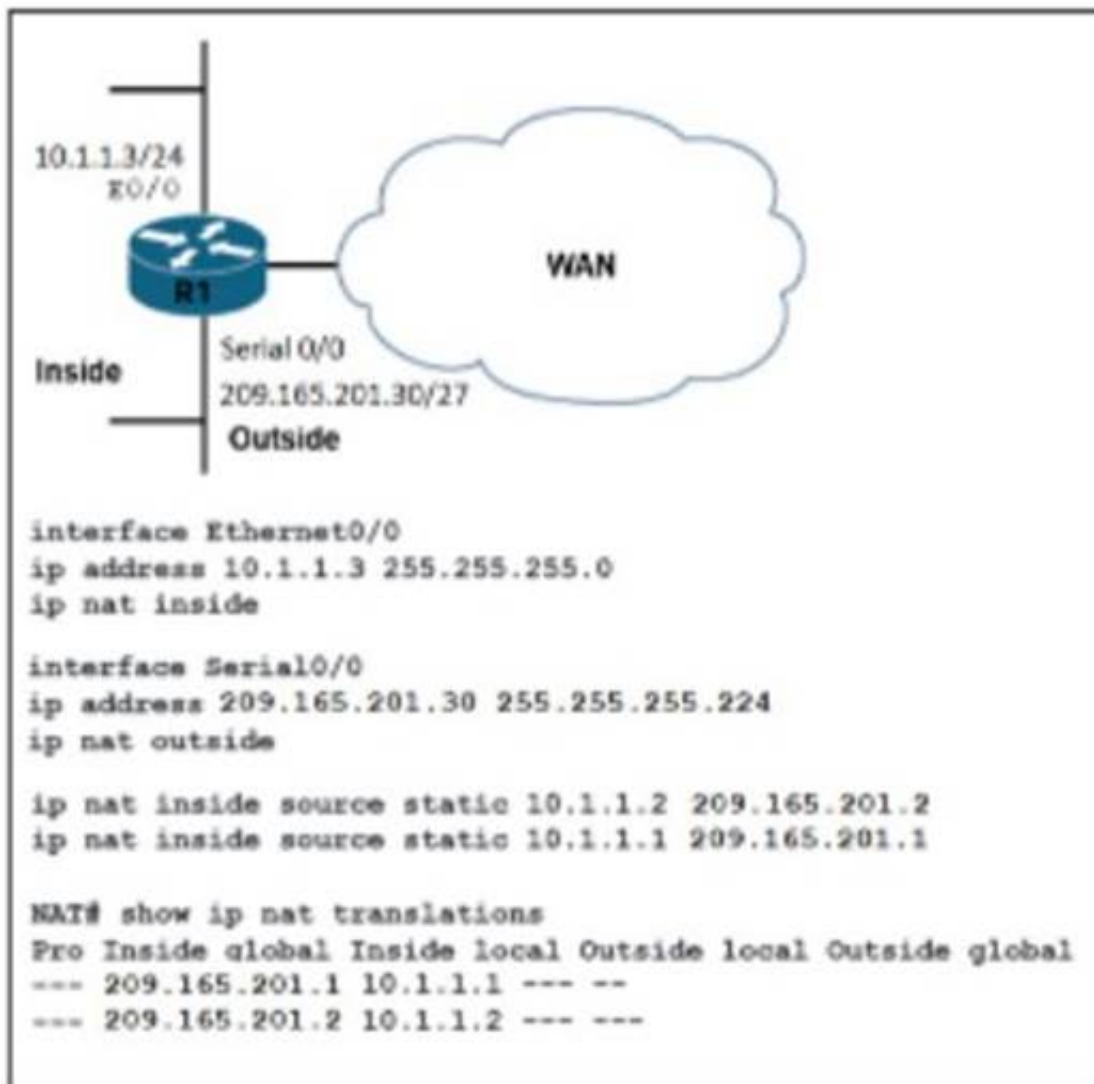 10.1.1.3/24
E0/0
R1
WAN
Inside
Serial 0/0
209.165.201.30/27
Outside
interface Ethernet0/0
ip address 10.1.1.3 255.255.255.0
ip nat inside
interface Serial0/0
ip address 209.165.201.30 255.255.255.224
ip nat outside
ip nat inside source static 10.1.1.2 209.165.201.2
ip nat inside source static 10.1.1.1 209.165.201.1
NAT# show ip nat translations
Pro Inside global Inside local Outside local Outside global
--- 209.165.201.1 10.1.1.1 --- --
--- 209.165.201.2 10.1.1.2 --- ---